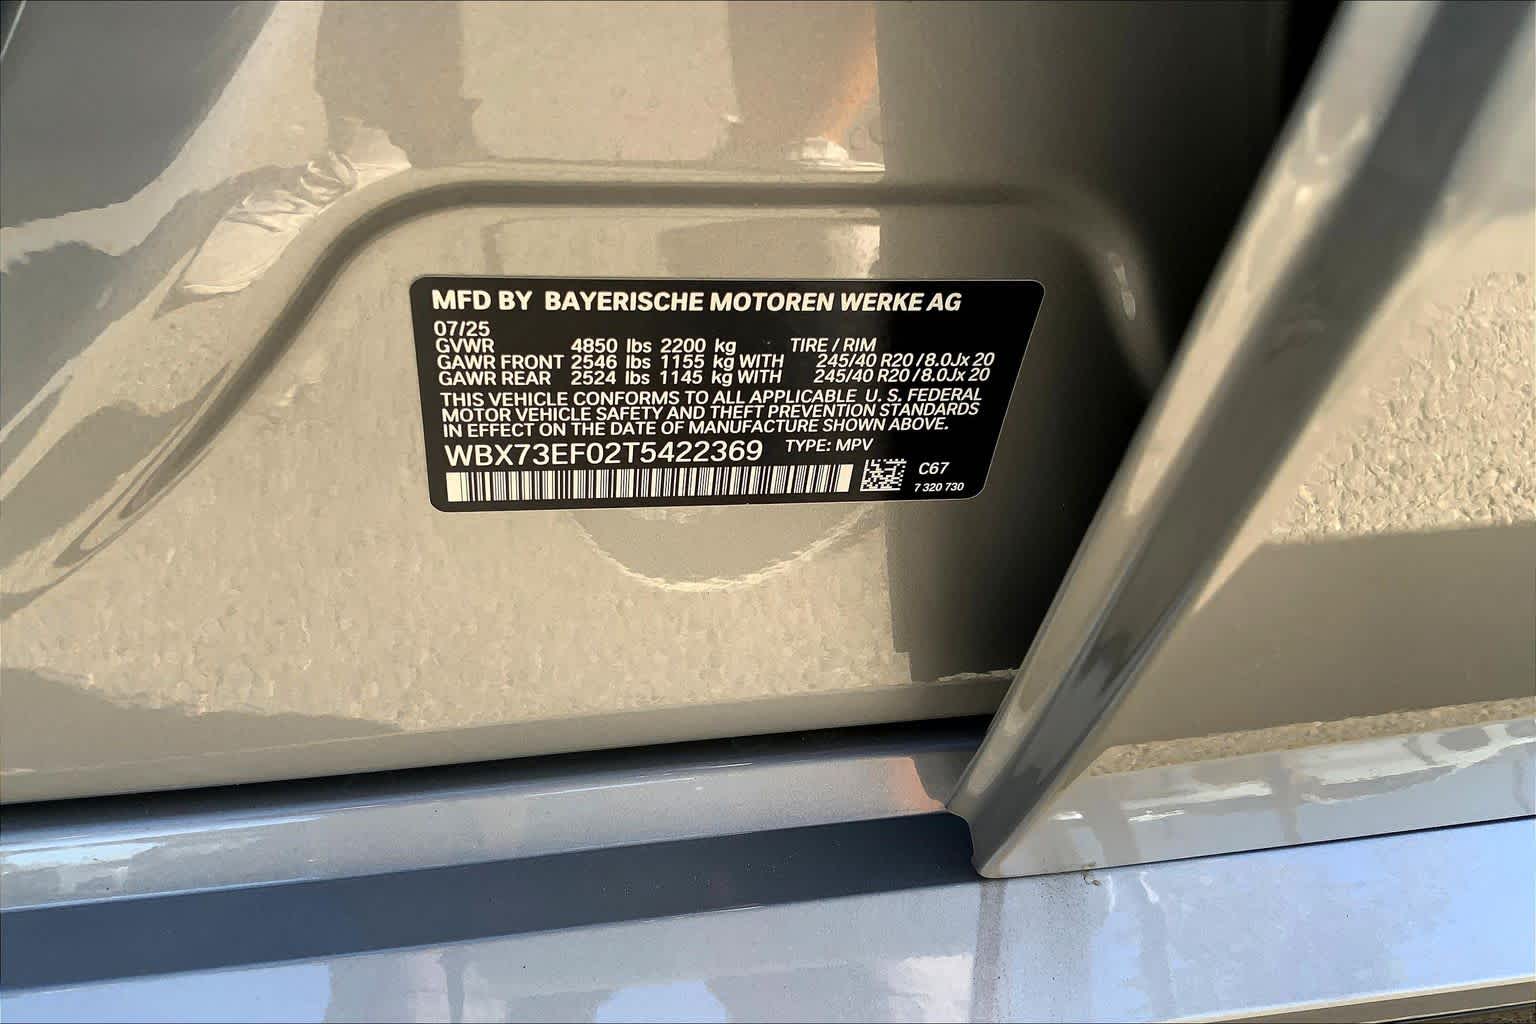 MFD BY BAYERISCHE MOTOREN WERKE AG
07/25
GVWR 4850 lbs 2200 kg TIRE / RIM
GAWR FRONT 2546 lbs 1155 kg WITH 245/40 R20 / 8.0Jx 20
GAWR REAR 2524 lbs 1145 kg WITH 245/40 R20 / 8.0Jx 20
THIS VEHICLE CONFORMS TO ALL APPLICABLE U. S. FEDERAL
MOTOR VEHICLE SAFETY AND THEFT PREVENTION STANDARDS
IN EFFECT ON THE DATE OF MANUFACTURE SHOWN ABOVE.
WBX73EF02T5422369 TYPE: MPV
C67
7 320 730